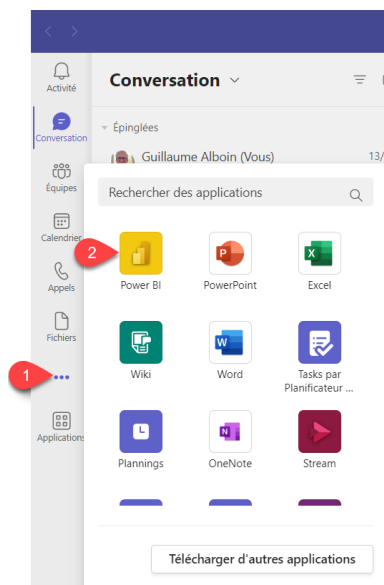 Activité
Conversation
Équipes
Calendrier
Appels
Fichiers
1
Applications
Conversation
Épinglées
Guillaume Alboin (Vous)
13/
Rechercher des applications
2
Power BI
PowerPoint
Excel
Wiki
Word
Tasks par
Planificateur ...
Plannings
OneNote
Stream
Télécharger d'autres applications